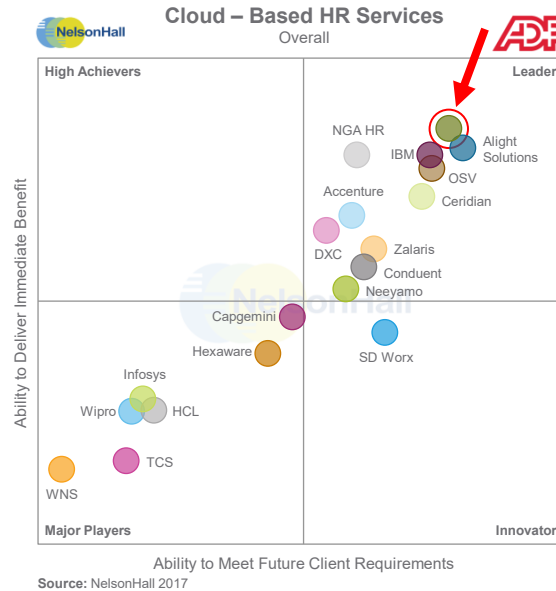 NelsonHall
Cloud – Based HR Services
Overall
ADP
High Achievers
Leader
NGA HR
IBM
Alight
Solutions
OSV
Ceridian
Accenture
DXC
Zalaris
Conduent
Neeyamo
NelsonHall
Capgemini
SD Worx
Hexaware
Infosys
Wipro
HCL
TCS
WNS
Major Players
Innovator
Ability to Deliver Immediate Benefit
Ability to Meet Future Client Requirements
Source: NelsonHall 2017